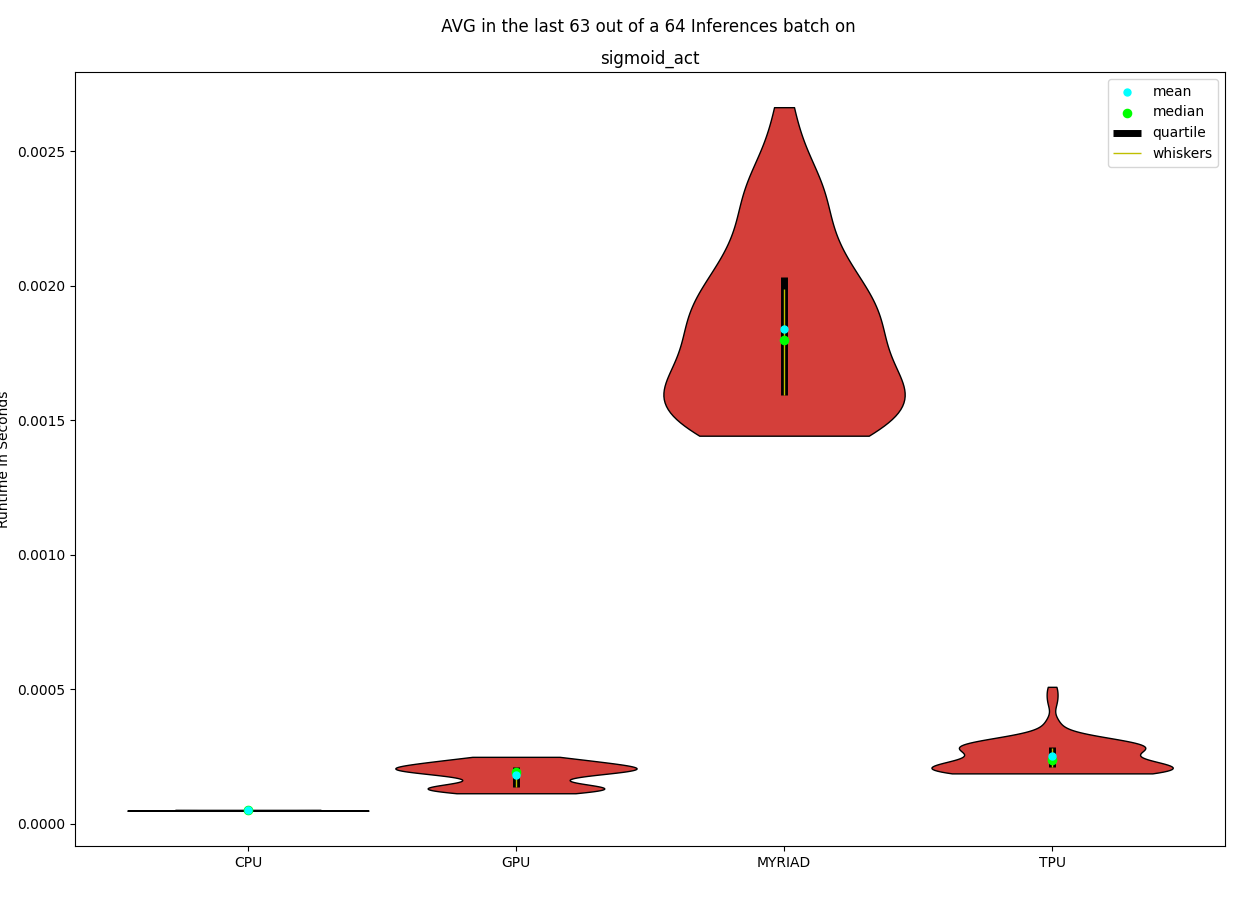 AVG in the last 63 out of a 64 Inferences batch on
sigmoid_act
mean
median
quartile
whiskers
0.0025
0.0020
0.0015
0.0010
0.0005
0.0000
Runtime in Seconds
CPU
GPU
MYRIAD
TPU